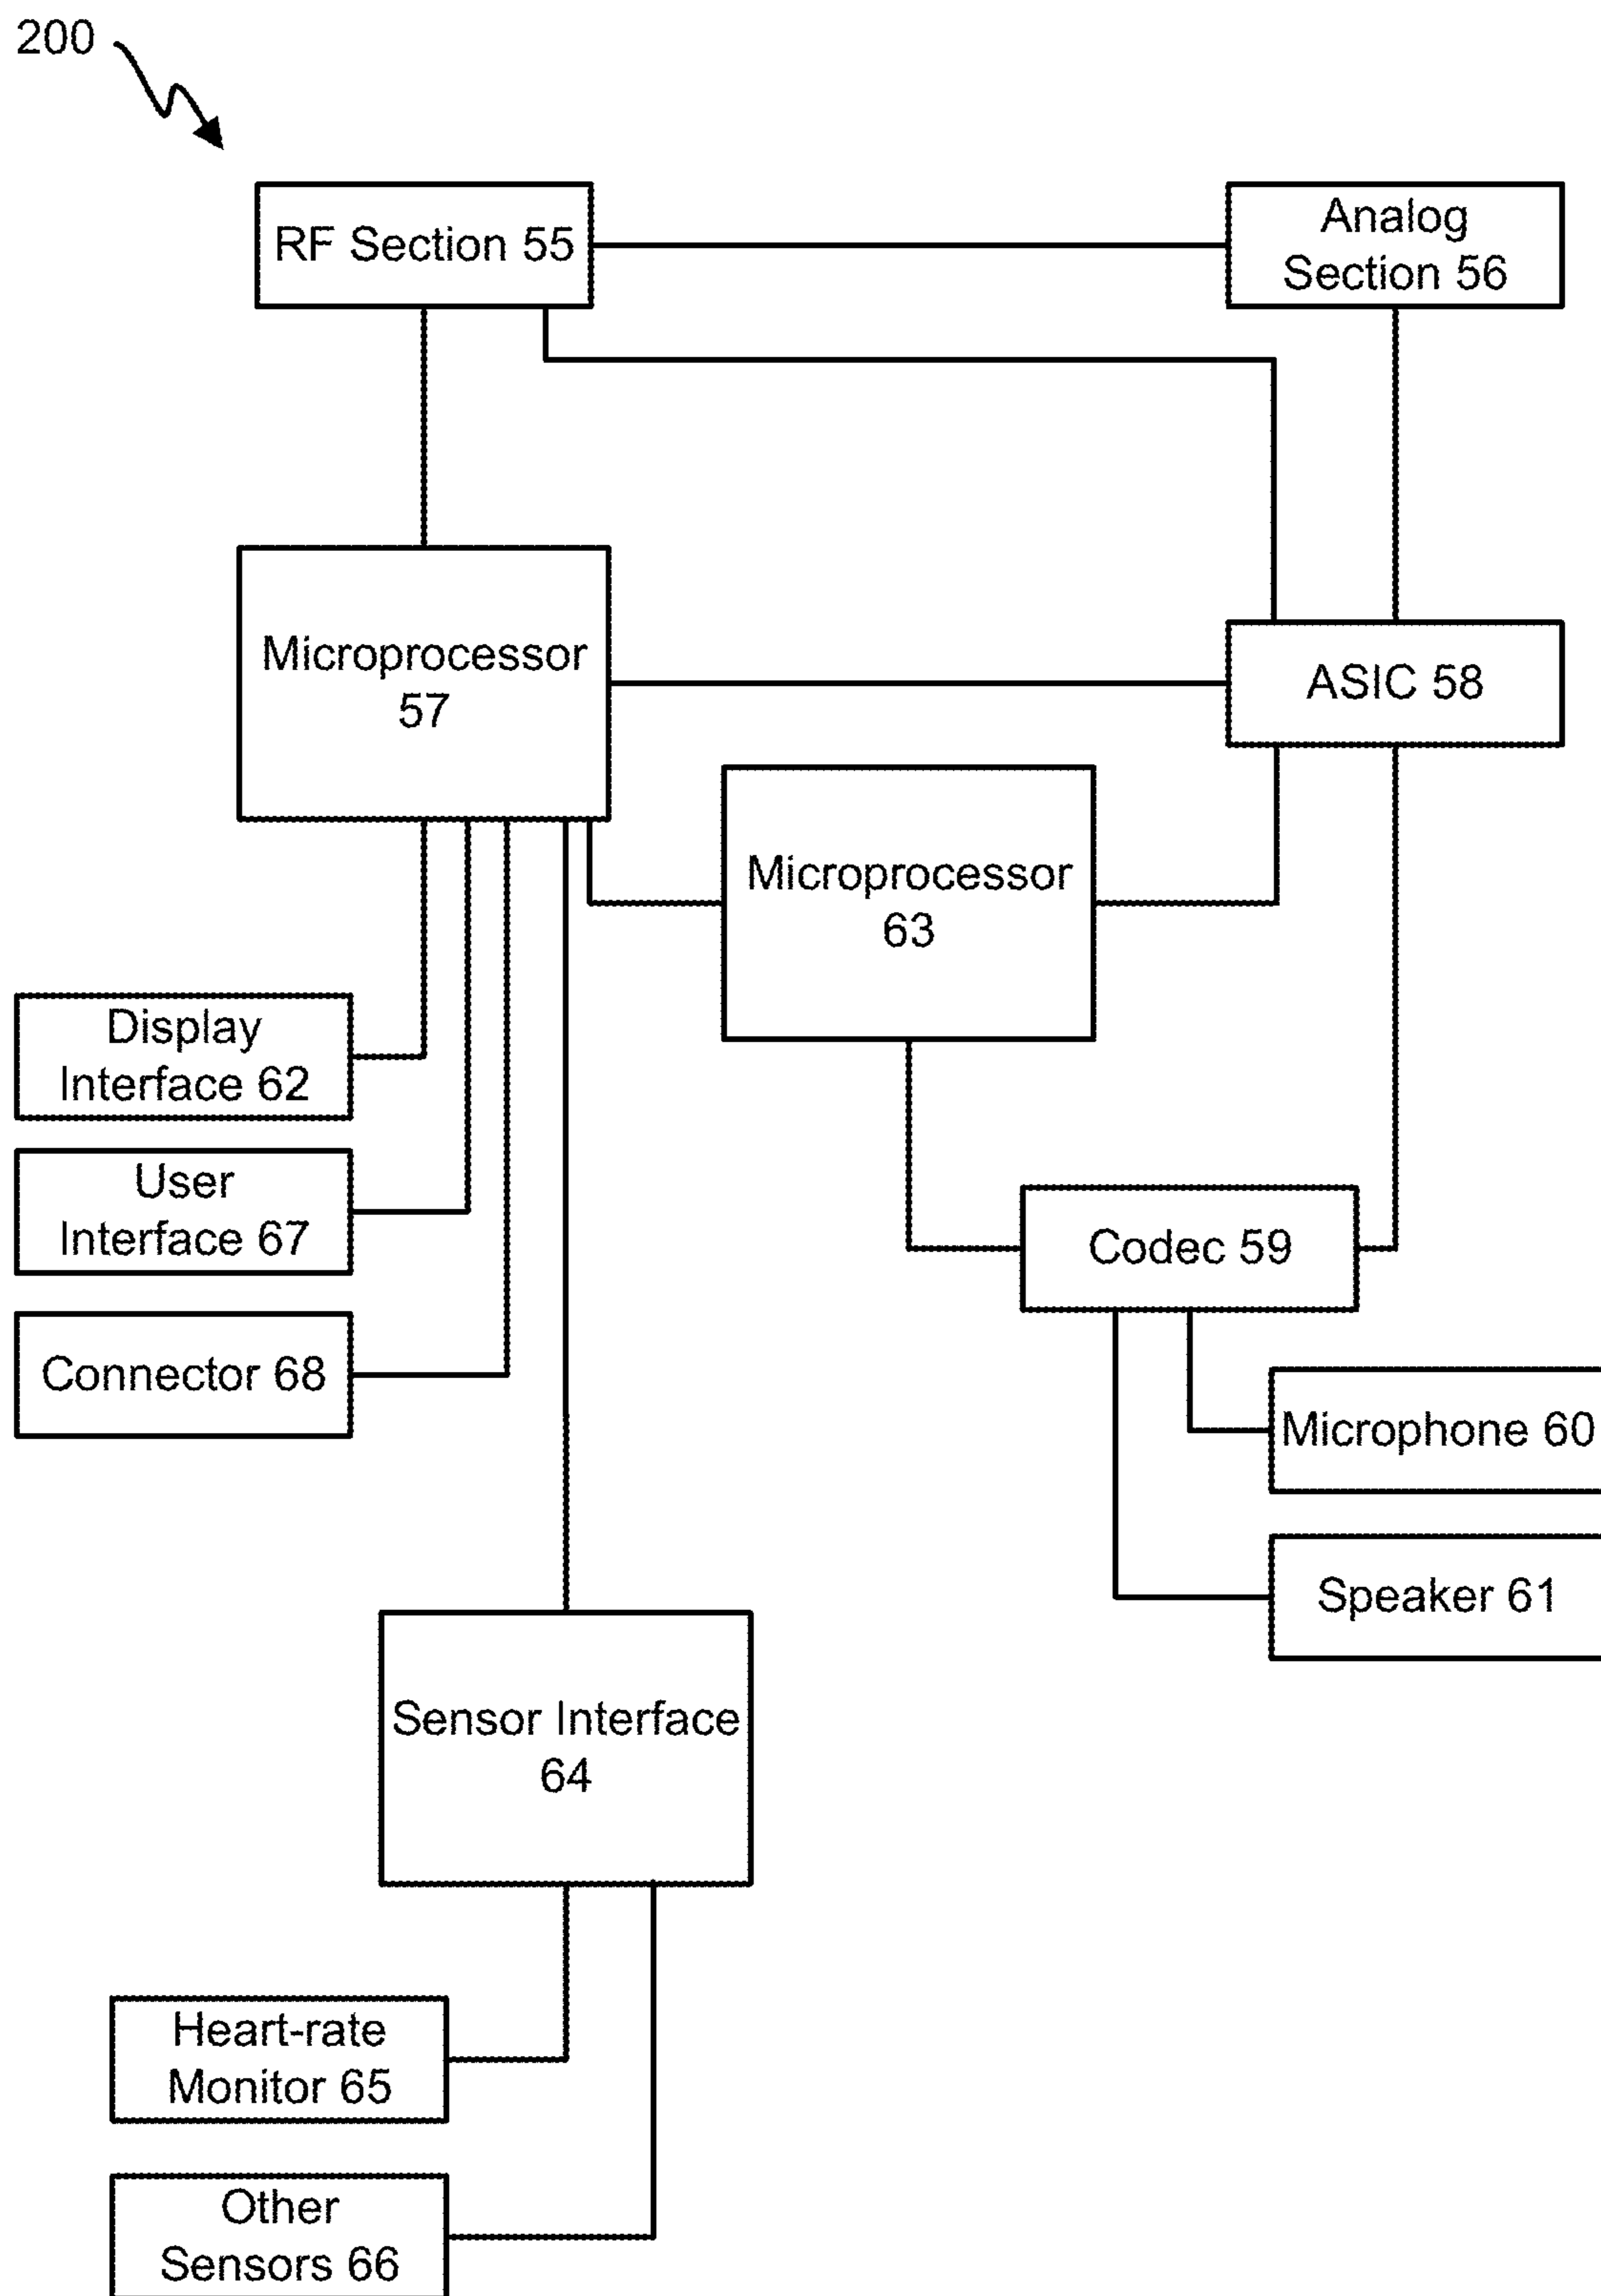 200
RF Section 55
Analog
Section 56
Microprocessor
57
ASIC 58
Microprocessor
63
Display
Interface 62
User
Interface 67
Codec 59
Connector 68
Microphone 60
Speaker 61
Sensor Interface
64
Heart-rate
Monitor 65
Other
Sensors 66